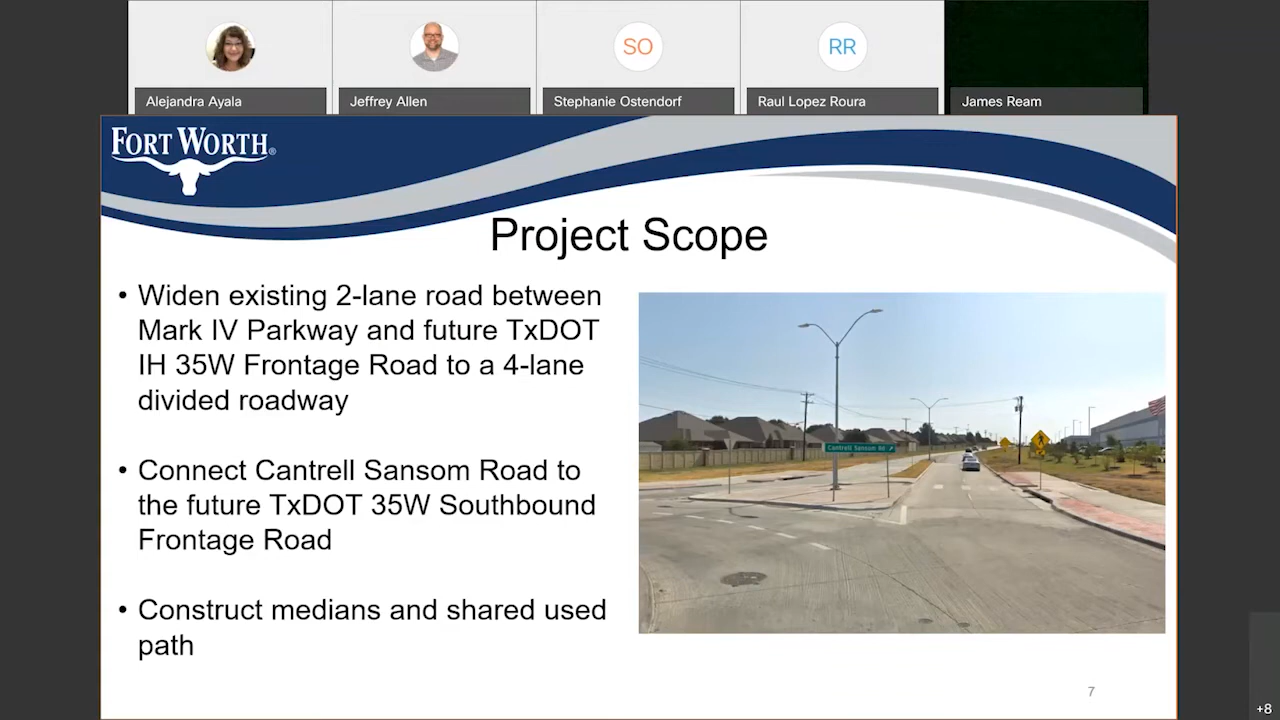 SO
RR
Alejandra Ayala
Jeffrey Allen
Stephanie Ostendorf
Raul Lopez Roura
James Ream
FORT WORTH®
Project Scope
• Widen existing 2-lane road between
Mark IV Parkway and future TxDOT
IH 35W Frontage Road to a 4-lane
divided roadway
• Connect Cantrell Sansom Road to
the future TxDOT 35W Southbound
Frontage Road
• Construct medians and shared used
path
Cantrell Sansom Rd
7
+8